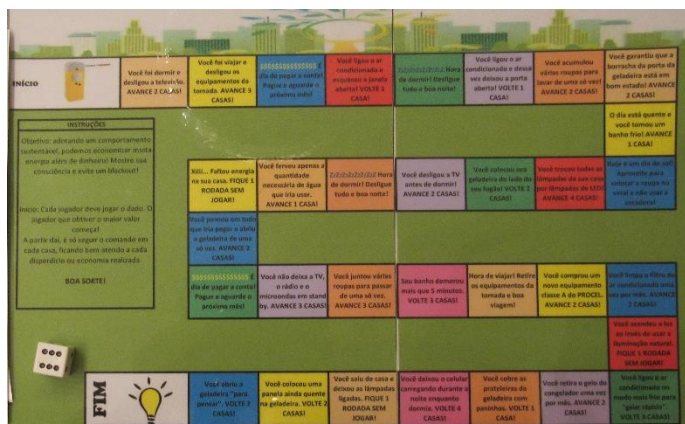 INÍCIO
Você foi dormir e
desligou a televisão.
AVANCE 2 CASAS!
Você foi viajar e
desligou os
equipamentos da
tomada. AVANCE 3
CASAS!
$$$$$$$$$$$$$$$ É
dia de pagar a conta!
Pague e aguarde o
próximo mês!
Você ligou o ar
condicionado e
esqueceu a janela
aberta! VOLTE 1
CASA!
Hora
de dormir! Desligue
tudo e boa noite!
Você ligou o ar
condicionado e dessa
vez deixou a porta
aberta! VOLTE 1
CASA!
Você acumulou
várias roupas para
lavar de uma só vez!
AVANCE 2 CASAS!
Você garantiu que a
borracha da porta da
geladeira está em
bom estado! AVANCE
2 CASAS!
O dia está quente e
você tomou um
banho frio! AVANCE
1 CASA!
INSTRUÇÕES
Objetivo: adotando um comportamento
sustentável, podemos economizar muita
energia além de dinheiro! Mostre sua
consciência e evite um blackout!
Início: Cada jogador deve jogar o dado. O
jogador que obtiver o maior valor
começa!
A partir daí, é só seguir o comando em
cada casa, ficando bem atento a cada
desperdício ou economia realizada
BOA SORTE!
Xiii... Faltou energia
na sua casa. FIQUE 1
RODADA SEM
JOGAR!
Você ferveu apenas a
quantidade
necessária de água
que iria usar.
AVANCE 1 CASA!
Hora
de dormir! Desligue
tudo e boa noite!
Você desligou a TV
antes de dormir!
AVANCE 2 CASAS!
Você colocou sua
geladeira do lado do
seu fogão! VOLTE 2
CASAS!
Você trocou todas as
lâmpadas da sua casa
por lâmpadas de LED!
AVANCE 4 CASAS!
Hoje é um dia de sol!
Aproveite para
colocar a roupa no
varal e não usar a
secadora!
Você pensou em tudo
que iria pegar e abriu
a geladeira de uma
só vez. AVANCE 2
CASAS!
$$$$$$$$$$$$$$$ É
dia de pagar a conta!
Pague e aguarde o
próximo mês!
Você não deixa a TV,
o rádio e o
microondas em stand
by. AVANCE 3 CASAS!
Você juntou várias
roupas para passar
de uma só vez.
AVANCE 3 CASAS!
Seu banho demorou
mais que 5 minutos.
VOLTE 3 CASAS!
Hora de viajar! Retire
os equipamentos da
tomada e boa
viagem!
Você comprou um
novo equipamento
classe A do PROCEL.
AVANCE 2 CASAS!
Você limpa o filtro do
ar condicionado uma
vez por mês. AVANCE
2 CASAS!
Você acendeu a luz
ao invés de usar a
iluminação natural.
FIQUE 1 RODADA
SEM JOGAR!
FIM
Você abriu a
geladeira "para
pensar". VOLTE 2
CASAS!
Você colocou uma
panela ainda quente
na geladeira. VOLTE 2
CASAS!
Você saiu de casa e
deixou as lâmpadas
ligadas. FIQUE 1
RODADA SEM
JOGAR!
Você deixou o celular
carregando durante a
noite enquanto
dormia. VOLTE 4
CASAS!
Você cobre as
prateleiras da
geladeira com
paninhos. VOLTE 1
CASA!
Você retira o gelo do
congelador uma vez
por mês. AVANCE 2
CASAS!
Você ligou o ar
condicionado no
modo mais frio para
"gelar rápido".
VOLTE 3 CASAS!